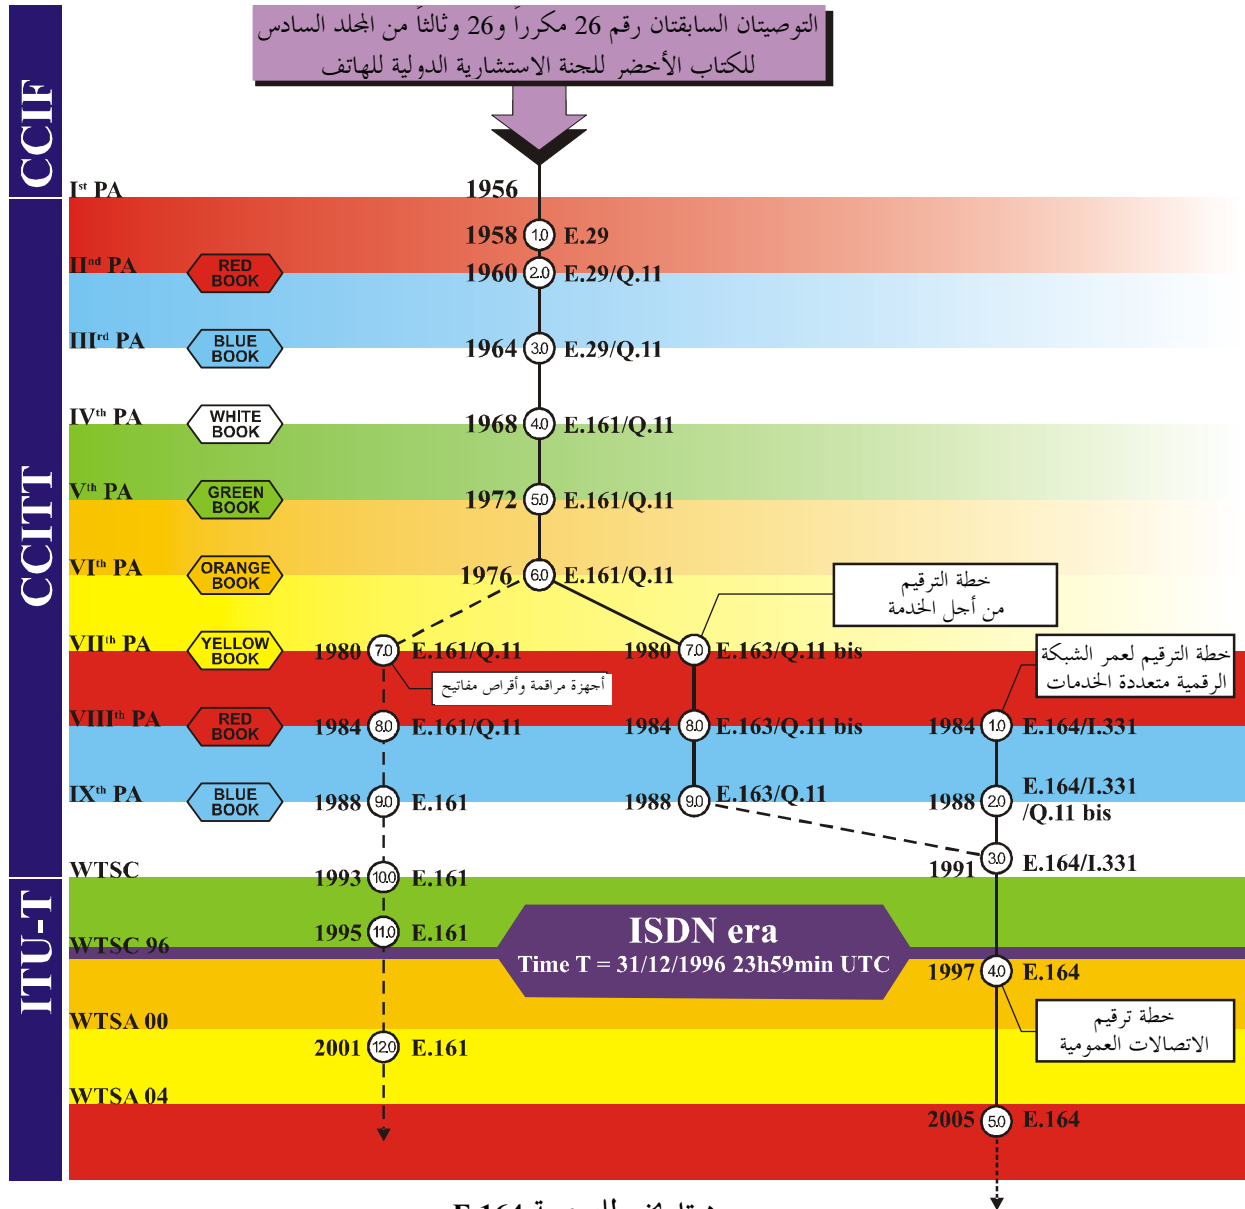 التوصيتان السابقتان رقم 26 مكرراً و26 وثالثاً من المجلد السادس
للكتاب الأخضر للجنة الاستشارية الدولية للهاتف
CCIF
Ist PA
1956
CCITT
1958 1.0 E.29
IInd PA
RED
BOOK
1960 2.0 E.29/Q.11
IIIrd PA
BLUE
BOOK
1964 3.0 E.29/Q.11
IVth PA
WHITE
BOOK
1968 4.0 E.161/Q.11
Vth PA
GREEN
BOOK
1972 5.0 E.161/Q.11
VIth PA
ORANGE
BOOK
1976 6.0 E.161/Q.11
خطة الترقيم
من أجل الخدمة
VIIth PA
YELLOW
BOOK
1980 7.0 E.161/Q.11
1980 7.0 E.163/Q.11 bis
خطة الترقيم لعمر الشبكة
الرقمية متعددة الخدمات
أجهزة مراقمة وأقراص مفاتيح
VIIIth PA
RED
BOOK
1984 8.0 E.161/Q.11
1984 8.0 E.163/Q.11 bis
1984 1.0 E.164/I.331
IXth PA
BLUE
BOOK
1988 9.0 E.161
1988 9.0 E.163/Q.11
1988 2.0 E.164/I.331
/Q.11 bis
1991 3.0 E.164/I.331
WTSC
1993 10.0 E.161
ITU-T
1995 11.0 E.161
WTSC 96
ISDN era
Time T = 31/12/1996 23h59min UTC
1997 4.0 E.164
خطة ترقيم
الاتصالات العمومية
WTSA 00
2001 12.0 E.161
WTSA 04
2005 5.0 E.164
E.164